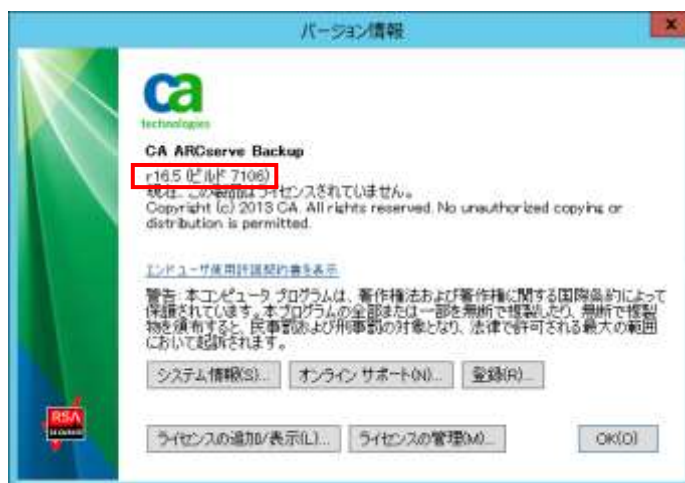 バージョン情報
ca
technologies
CA ARCserve Backup
r16.5 (ビルド 7106)
現在、この製品はライセンスされていません。
Copyright (c) 2013 CA. All rights reserved. No unauthorized copying or
distribution is permitted.
エンドユーザ使用許諾契約書を表示
警告: 本コンピュータ プログラムは、著作権法および著作権に関する国際条約によって
保護されています。本プログラムの全部または一部を無断で複製したり、無断で複製
物を頒布すると、民事罰および刑事罰の対象となり、法律で許可される最大の範囲
において起訴されます。
システム情報(S)...
オンライン サポート(N)...
登録(R)...
RSA
SECURED
ライセンスの追加/表示(L)...
ライセンスの管理(M)...
OK(O)